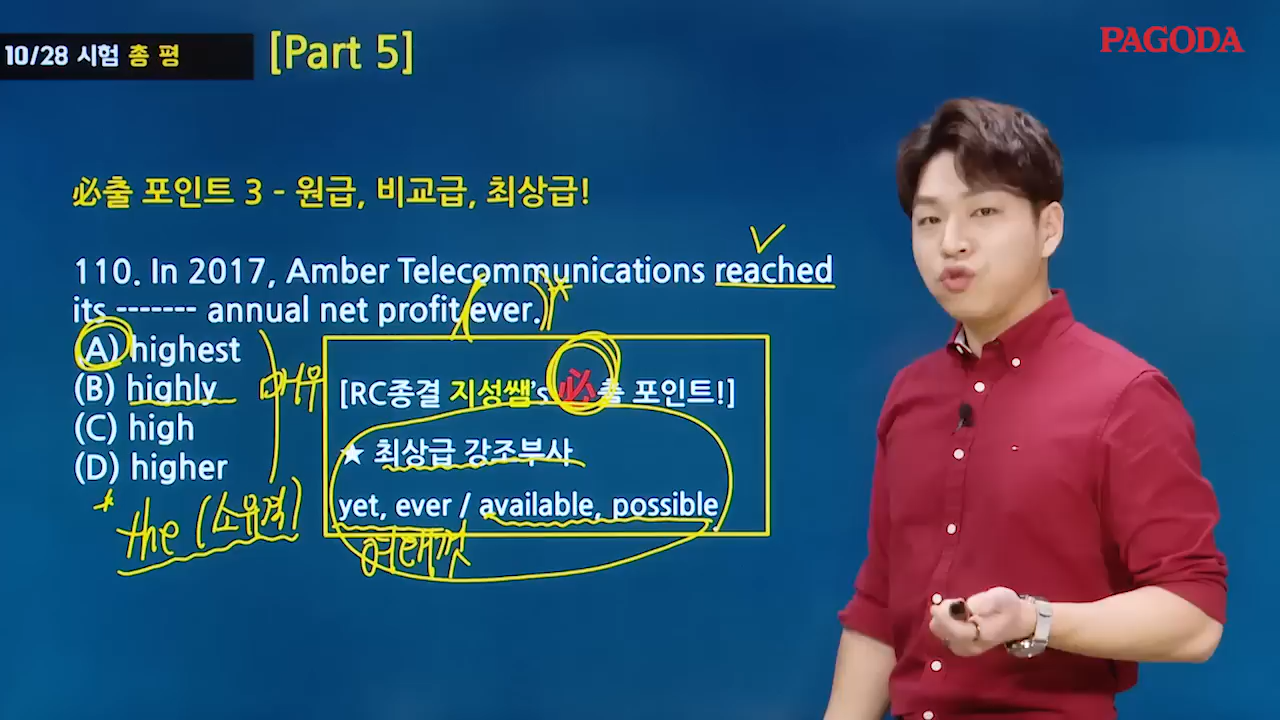 10/28 시험 총 평
[Part 5]
PAGODA
必출 포인트 3 - 원급, 비교급, 최상급!
110. In 2017, Amber Telecommunications reached
its ------- annual net profit ever.
(A) highest
(B) highly
(C) high
(D) higher
어휘
* the (소유격)
[RC종결 지성쌤's 必출 포인트!]
★ 최상급 강조부사
yet, ever / available, possible
여태껏